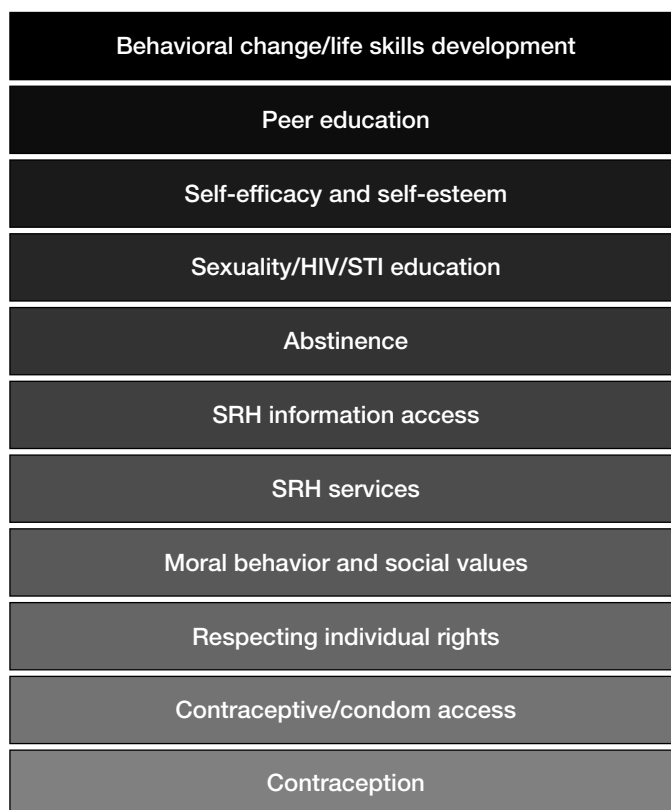 Behavioral change/life skills development
Peer education
Self-efficacy and self-esteem
Sexuality/HIV/STI education
Abstinence
SRH information access
SRH services
Moral behavior and social values
Respecting individual rights
Contraceptive/condom access
Contraception